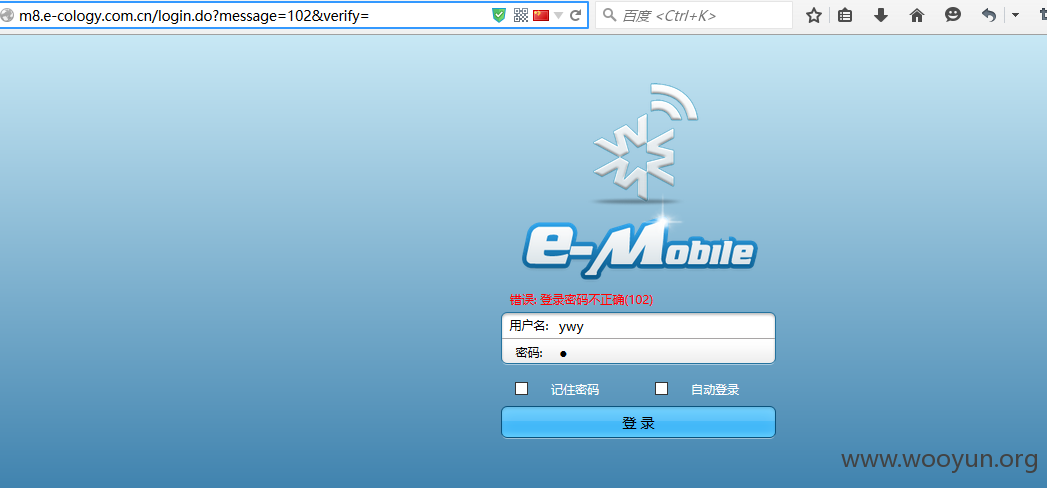 m8.e-cology.com.cn/login.do?message=102&verify=
百度 <Ctrl+K>
e-Mobile
错误: 登录密码不正确(102)
用户名: ywy
密码: ●
记住密码 自动登录
登 录
www.wooyun.org